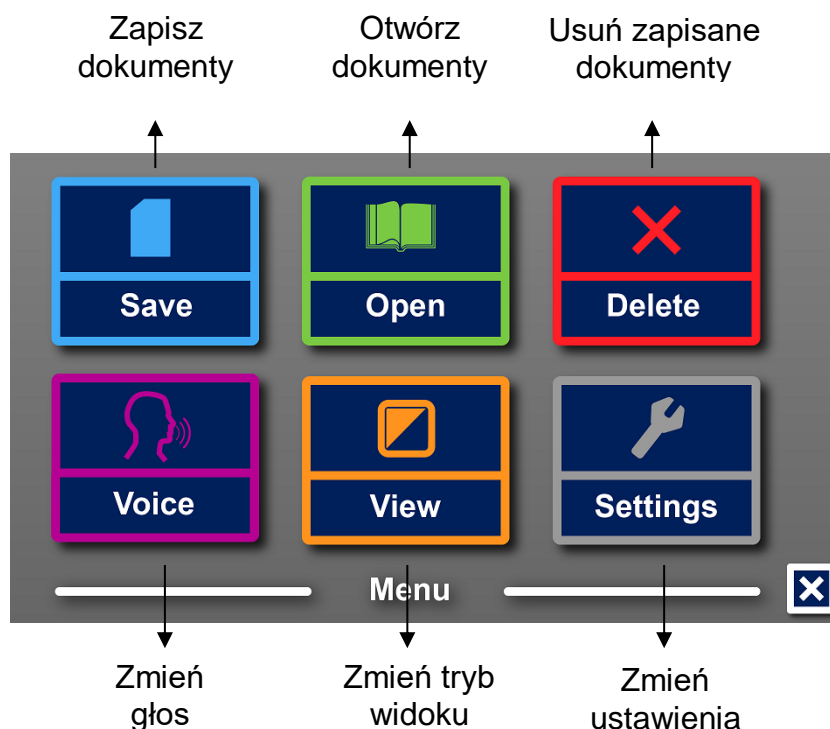 Zapisz
dokumenty
Otwórz
dokumenty
Usuń zapisane
dokumenty
Save
Open
Delete
Voice
View
Settings
Menu
Zmień
głos
Zmień tryb
widoku
Zmień
ustawienia